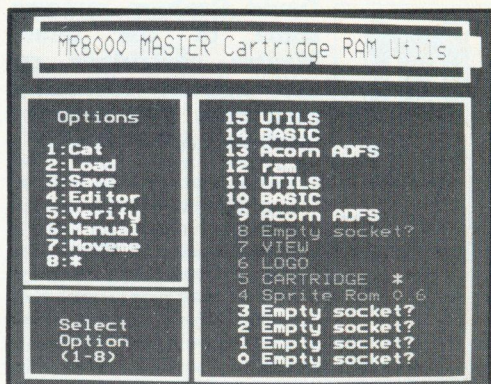 MR8000 MASTER Cartridge RAM Utils
Options
1:Cat
2:Load
3:Save
4:Editor
5:Verify
6:Manual
7:Moveme
8:*
Select
Option
(1-8)
15 UTILS
14 BASIC
13 Acorn ADFS
12 ram
11 UTILS
10 BASIC
9 Acorn ADFS
8 Empty socket?
7 VIEW
6 LOGO
5 CARTRIDGE *
4 Sprite Rom 0.6
3 Empty socket?
2 Empty socket?
1 Empty socket?
0 Empty socket?